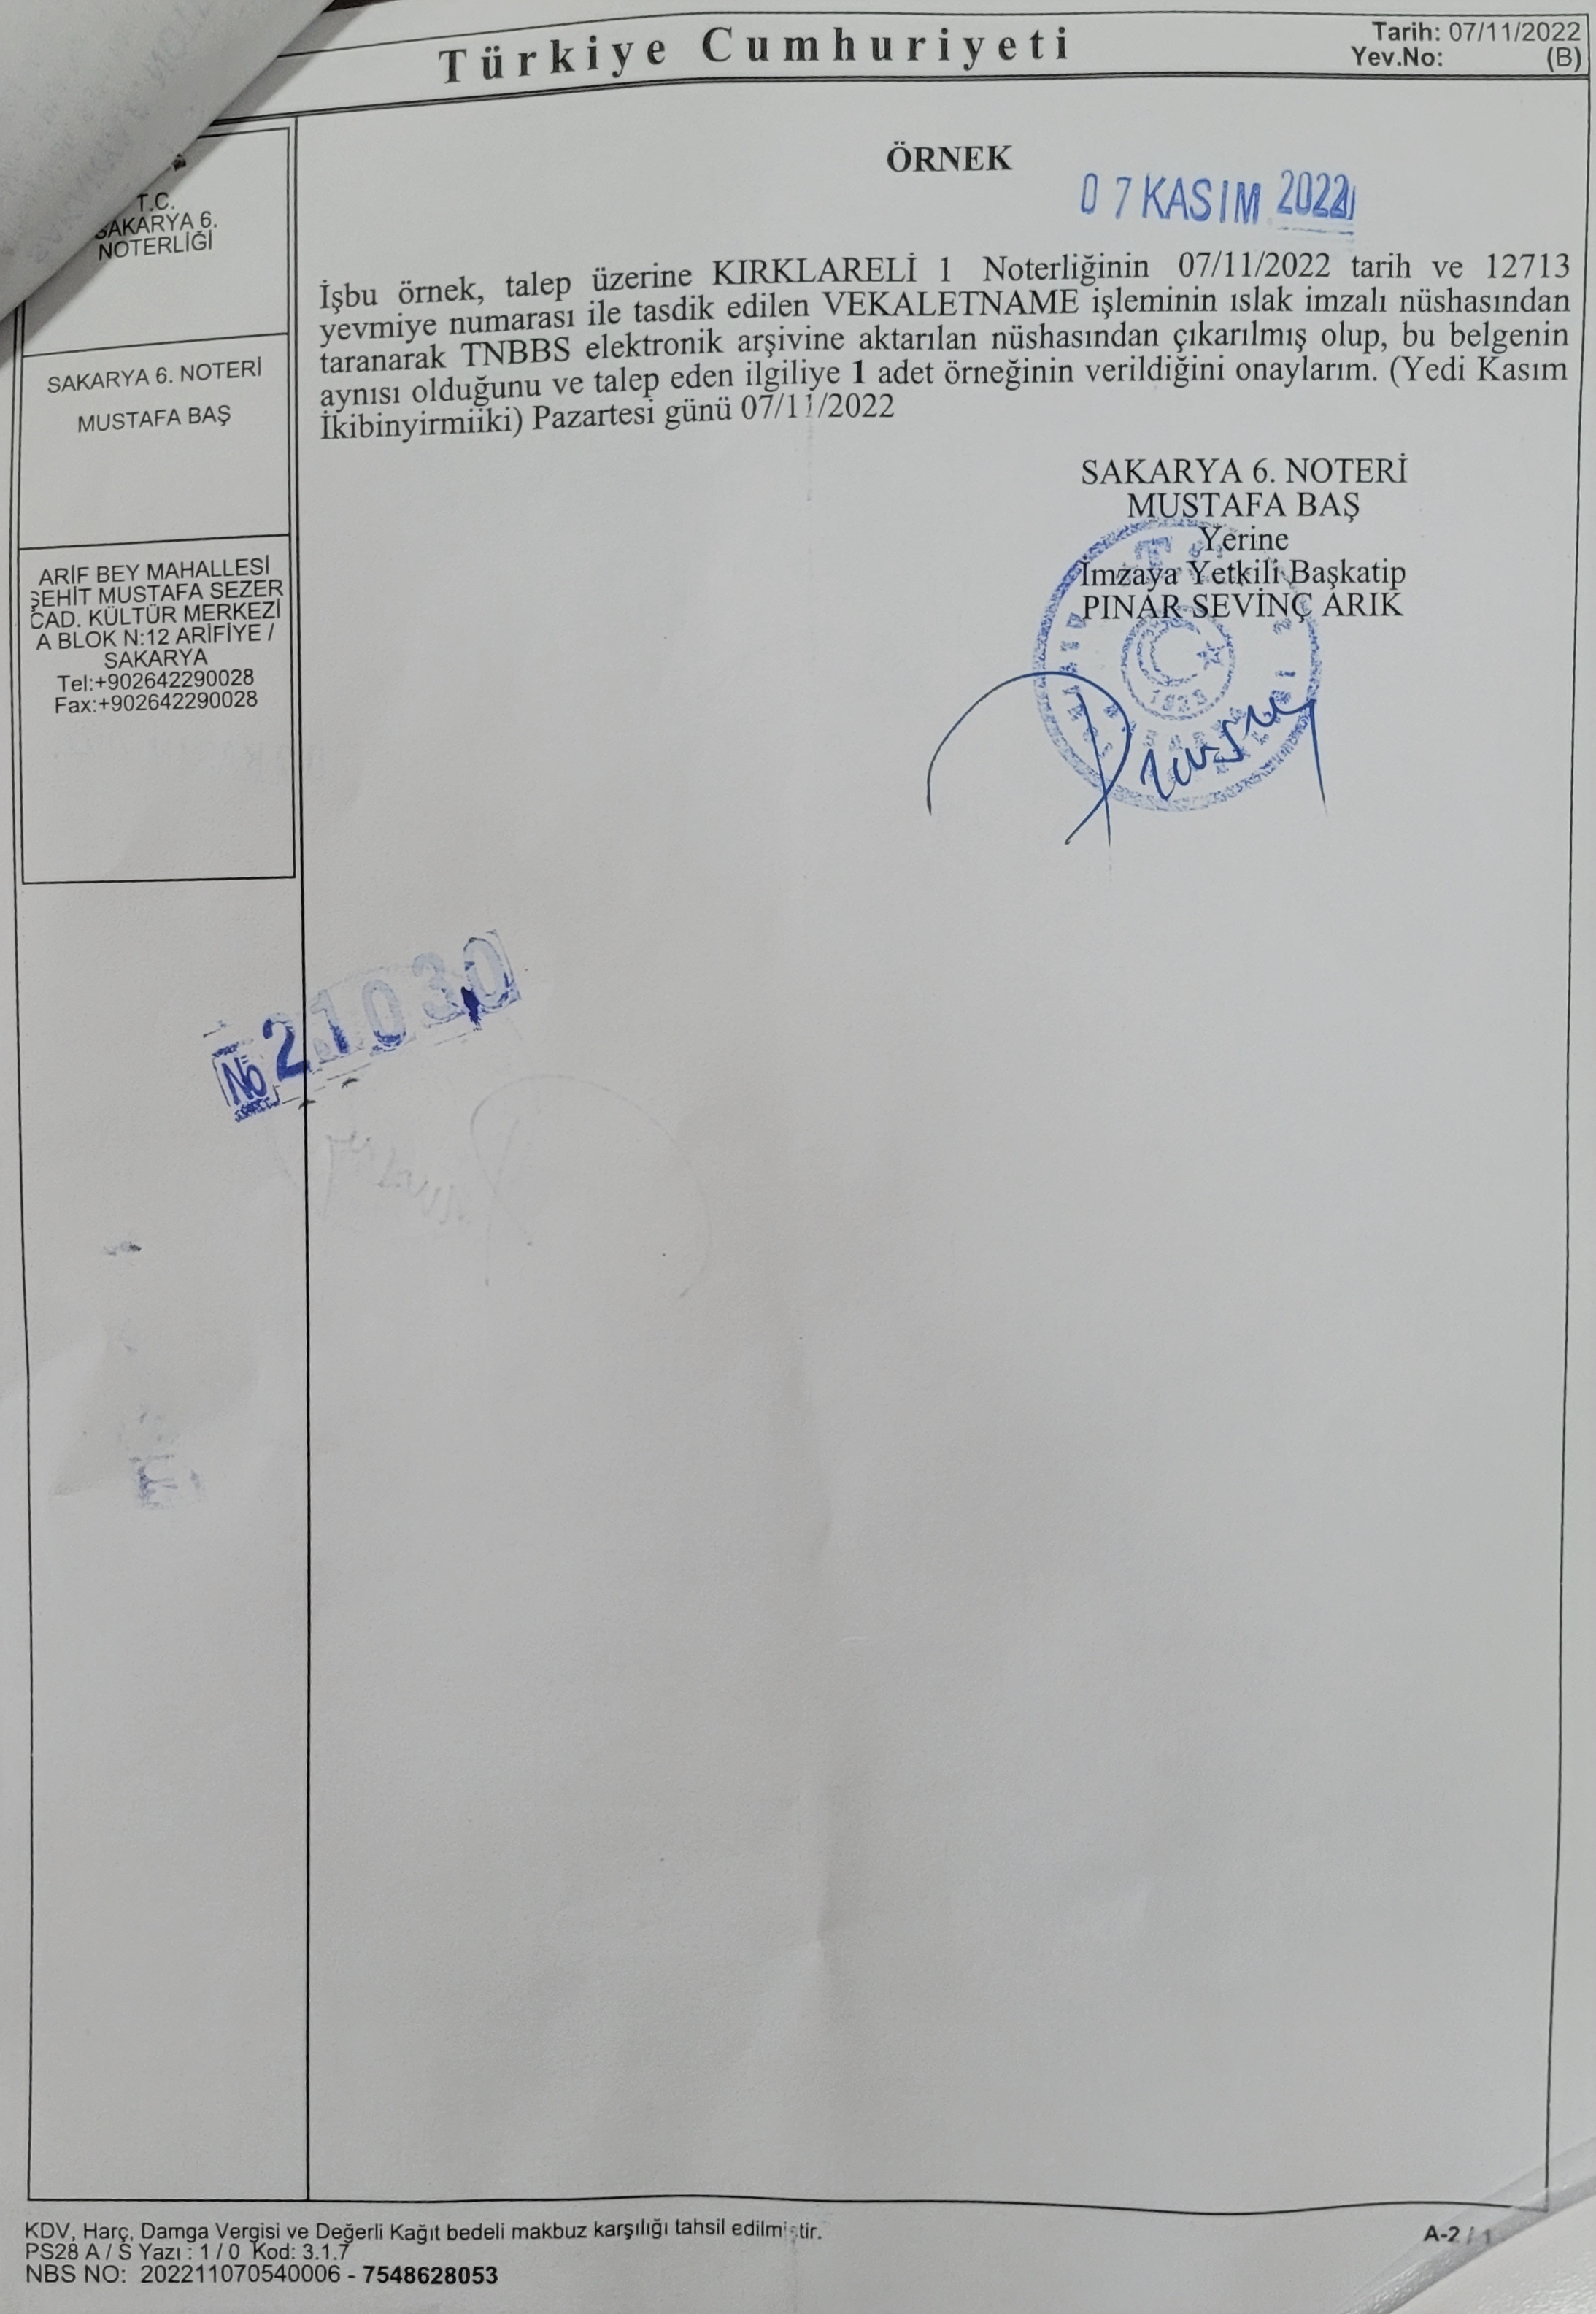 Türkiye Cumhuriyeti
Tarih: 07/11/2022
Yev.No: (B)
T.C.
SAKARYA 6.
NOTERLİĞİ
SAKARYA 6. NOTERİ
MUSTAFA BAŞ
ARİF BEY MAHALLESİ
ŞEHİT MUSTAFA SEZER
CAD. KÜLTÜR MERKEZİ
A BLOK N:12 ARİFİYE /
SAKARYA
Tel:+902642290028
Fax:+902642290028
ÖRNEK
07 KASIM 2022
İşbu örnek, talep üzerine KIRKLARELİ 1 Noterliğinin 07/11/2022 tarih ve 12713
yevmiye numarası ile tasdik edilen VEKALETNAME işleminin ıslak imzalı nüshasından
taranarak TNBBS elektronik arşivine aktarılan nüshasından çıkarılmış olup, bu belgenin
aynısı olduğunu ve talep eden ilgiliye 1 adet örneğinin verildiğini onaylarım. (Yedi Kasım
İkibinyirmiiki) Pazartesi günü 07/11/2022
SAKARYA 6. NOTERİ
MUSTAFA BAŞ
Yerine
İmzaya Yetkili Başkatip
PINAR SEVİNÇ ARIK
T.C.
1923
No 21030
KDV, Harç, Damga Vergisi ve Değerli Kağıt bedeli makbuz karşılığı tahsil edilmiştir.
PS28 A / S Yazı : 1 / 0 Kod: 3.1.7
NBS NO: 202211070540006 - 7548628053
A-2 / 1